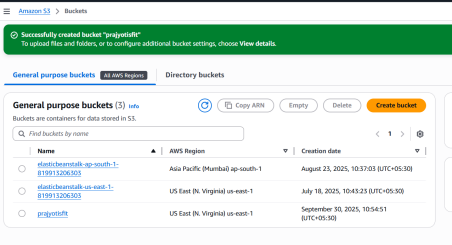 Amazon S3 > Buckets
Successfully created bucket "prajyotisfit"
To upload files and folders, or to configure additional bucket settings, choose View details.
General purpose buckets All AWS Regions Directory buckets
General purpose buckets (3) Info
Copy ARN Empty Delete Create bucket
Buckets are containers for data stored in S3.
Find buckets by name
1
Name AWS Region Creation date
elasticbeanstalk-ap-south-1-
819913206303
Asia Pacific (Mumbai) ap-south-1 August 23, 2025, 10:37:03 (UTC+05:30)
elasticbeanstalk-us-east-1-
819913206303
US East (N. Virginia) us-east-1 July 18, 2025, 10:43:23 (UTC+05:30)
prajyotisfit US East (N. Virginia) us-east-1 September 30, 2025, 10:54:51
(UTC+05:30)